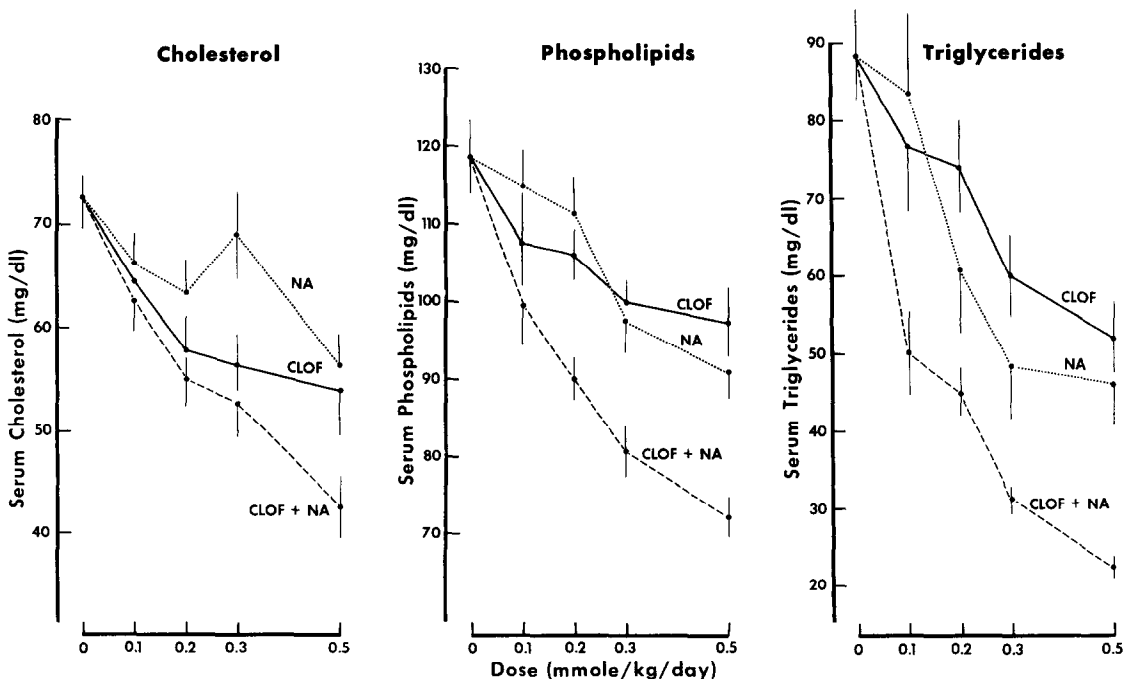 Cholesterol
Serum Cholesterol (mg/dl)
80
70
60
50
40
NA
CLOF
CLOF + NA
0 0.1 0.2 0.3 0.5
Phospholipids
Serum Phospholipids (mg/dl)
130
120
110
100
90
80
70
CLOF
NA
CLOF + NA
0 0.1 0.2 0.3 0.5
Triglycerides
Serum Triglycerides (mg/dl)
90
80
70
60
50
40
30
20
CLOF
NA
CLOF + NA
0 0.1 0.2 0.3 0.5
Dose (mmole/kg/day)